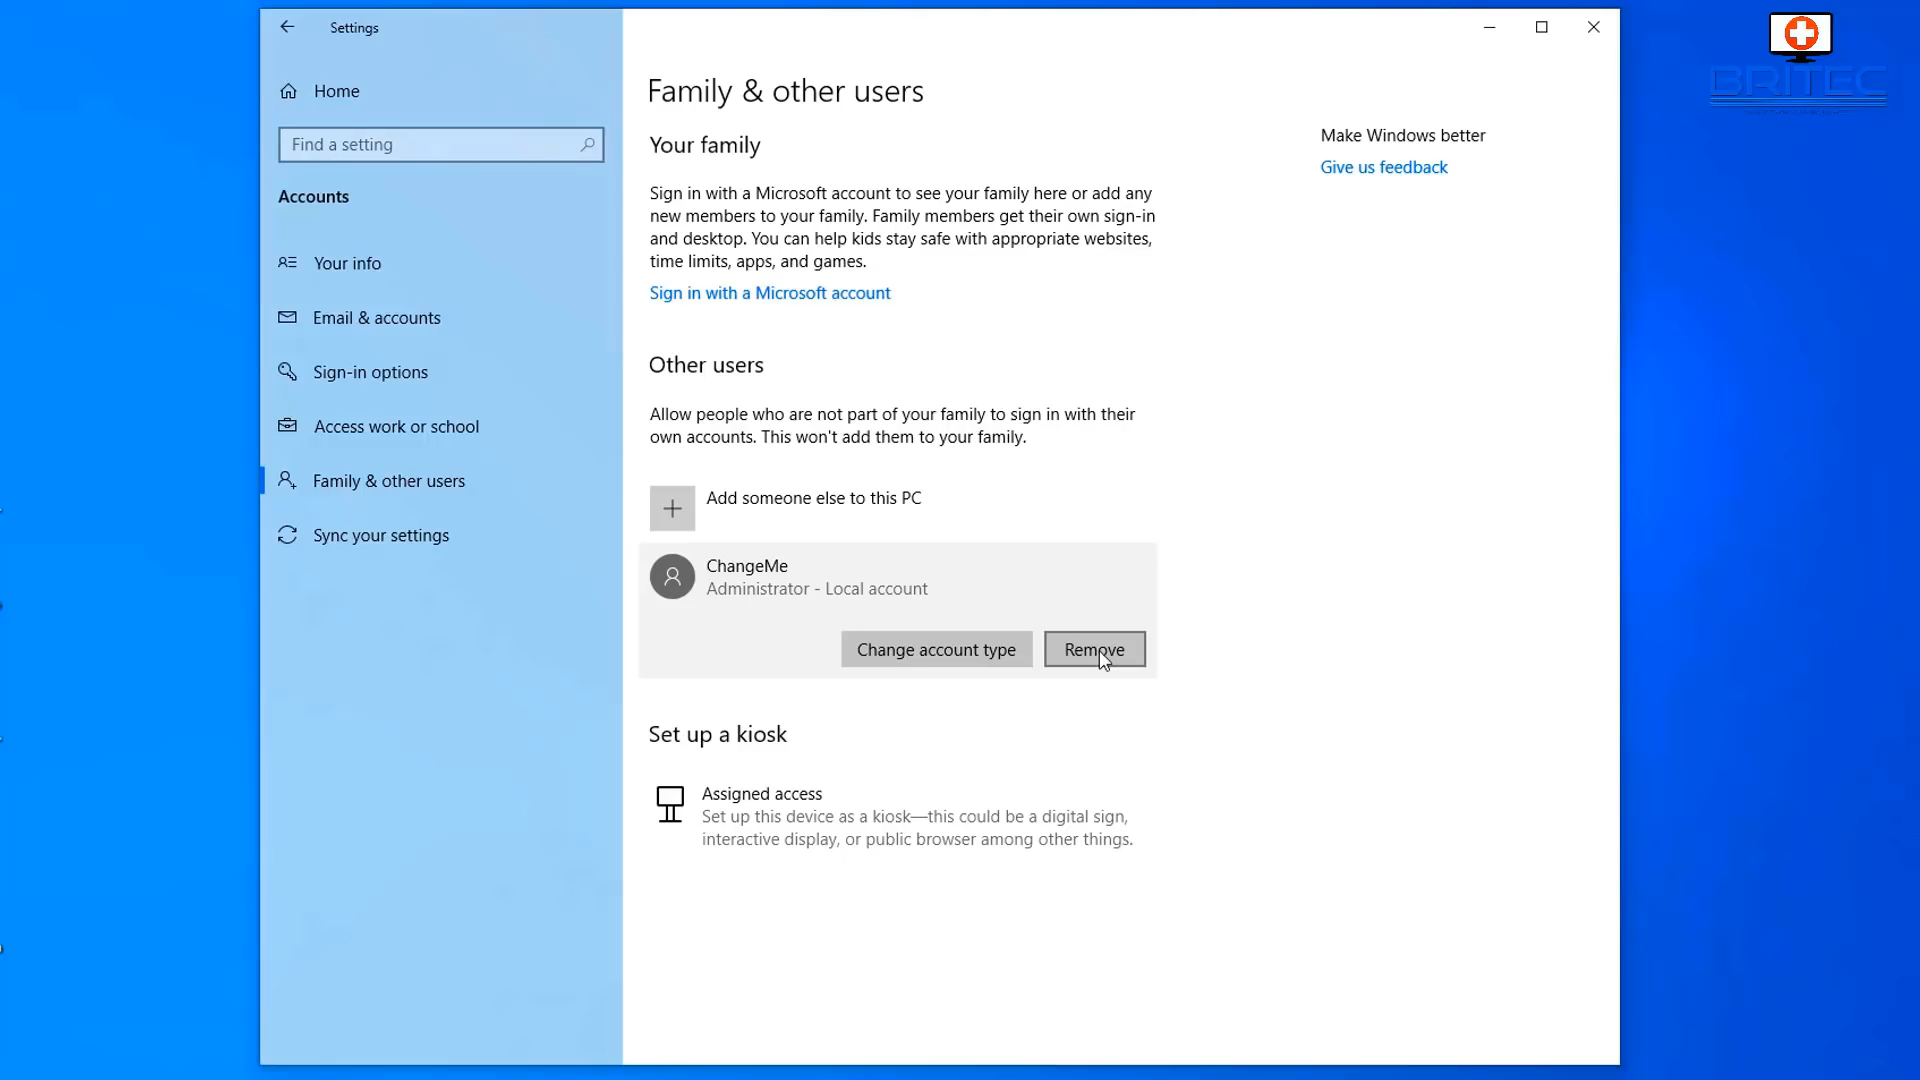 Settings
BRITEC
Home
Find a setting
Accounts
Your info
Email & accounts
Sign-in options
Access work or school
Family & other users
Sync your settings
Family & other users
Your family
Sign in with a Microsoft account to see your family here or add any
new members to your family. Family members get their own sign-in
and desktop. You can help kids stay safe with appropriate websites,
time limits, apps, and games.
Sign in with a Microsoft account
Other users
Allow people who are not part of your family to sign in with their
own accounts. This won't add them to your family.
Add someone else to this PC
ChangeMe
Administrator - Local account
Change account type
Remove
Set up a kiosk
Assigned access
Set up this device as a kiosk—this could be a digital sign,
interactive display, or public browser among other things.
Make Windows better
Give us feedback